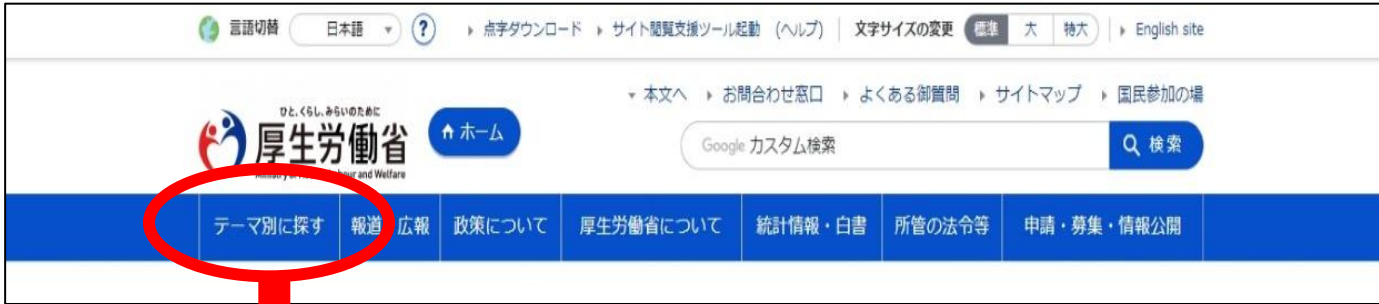 言語切替 日本語 ? 点字ダウンロード サイト閲覧支援ツール起動 (ヘルプ) 文字サイズの変更 標準 大 特大 English site
本文へ お問合わせ窓口 よくある御質問 サイトマップ 国民参加の場
ひと、くらし、みらいのために
厚生労働省 ホーム Google カスタム検索 検索
Ministry of Health, Labour and Welfare
テーマ別に探す 報道・広報 政策について 厚生労働省について 統計情報・白書 所管の法令等 申請・募集・情報公開